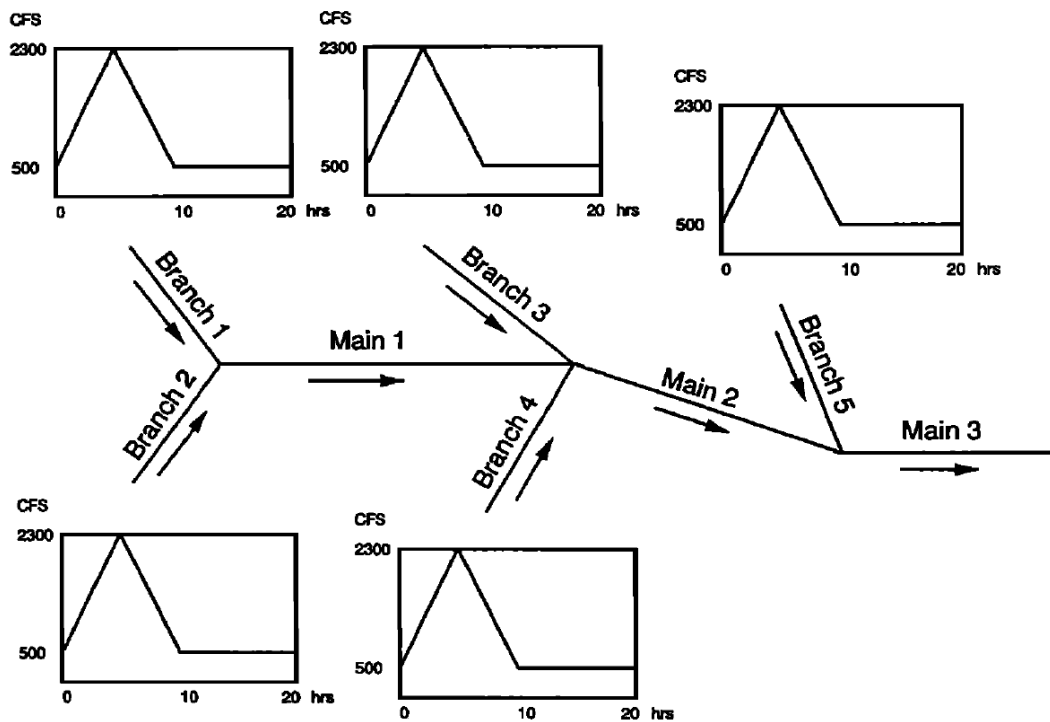 CFS
2300
500
0 10 20 hrs
CFS
2300
500
0 10 20 hrs
CFS
2300
500
0 10 20 hrs
Branch 1
Branch 3
Main 1
Branch 5
Main 2
Branch 2
Branch 4
Main 3
CFS
2300
500
0 10 20 hrs
CFS
2300
500
0 10 20 hrs